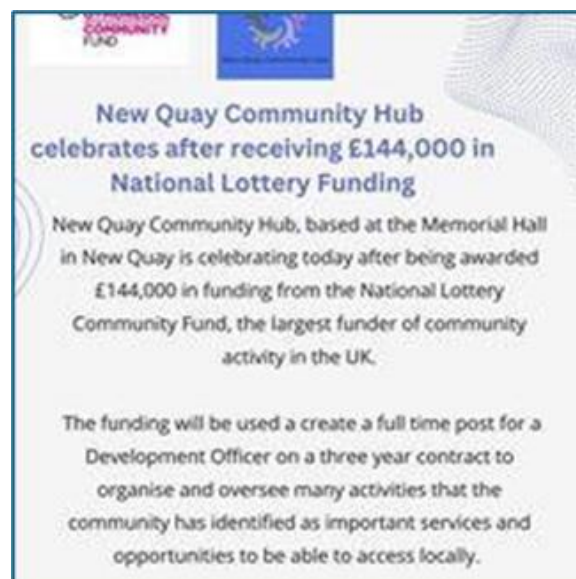 COMMUNITY
FUND
New Quay Community Hub
celebrates after receiving £144,000 in
National Lottery Funding
New Quay Community Hub, based at the Memorial Hall
in New Quay is celebrating today after being awarded
£144,000 in funding from the National Lottery
Community Fund, the largest funder of community
activity in the UK.
The funding will be used a create a full time post for a
Development Officer on a three year contract to
organise and oversee many activities that the
community has identified as important services and
opportunities to be able to access locally.